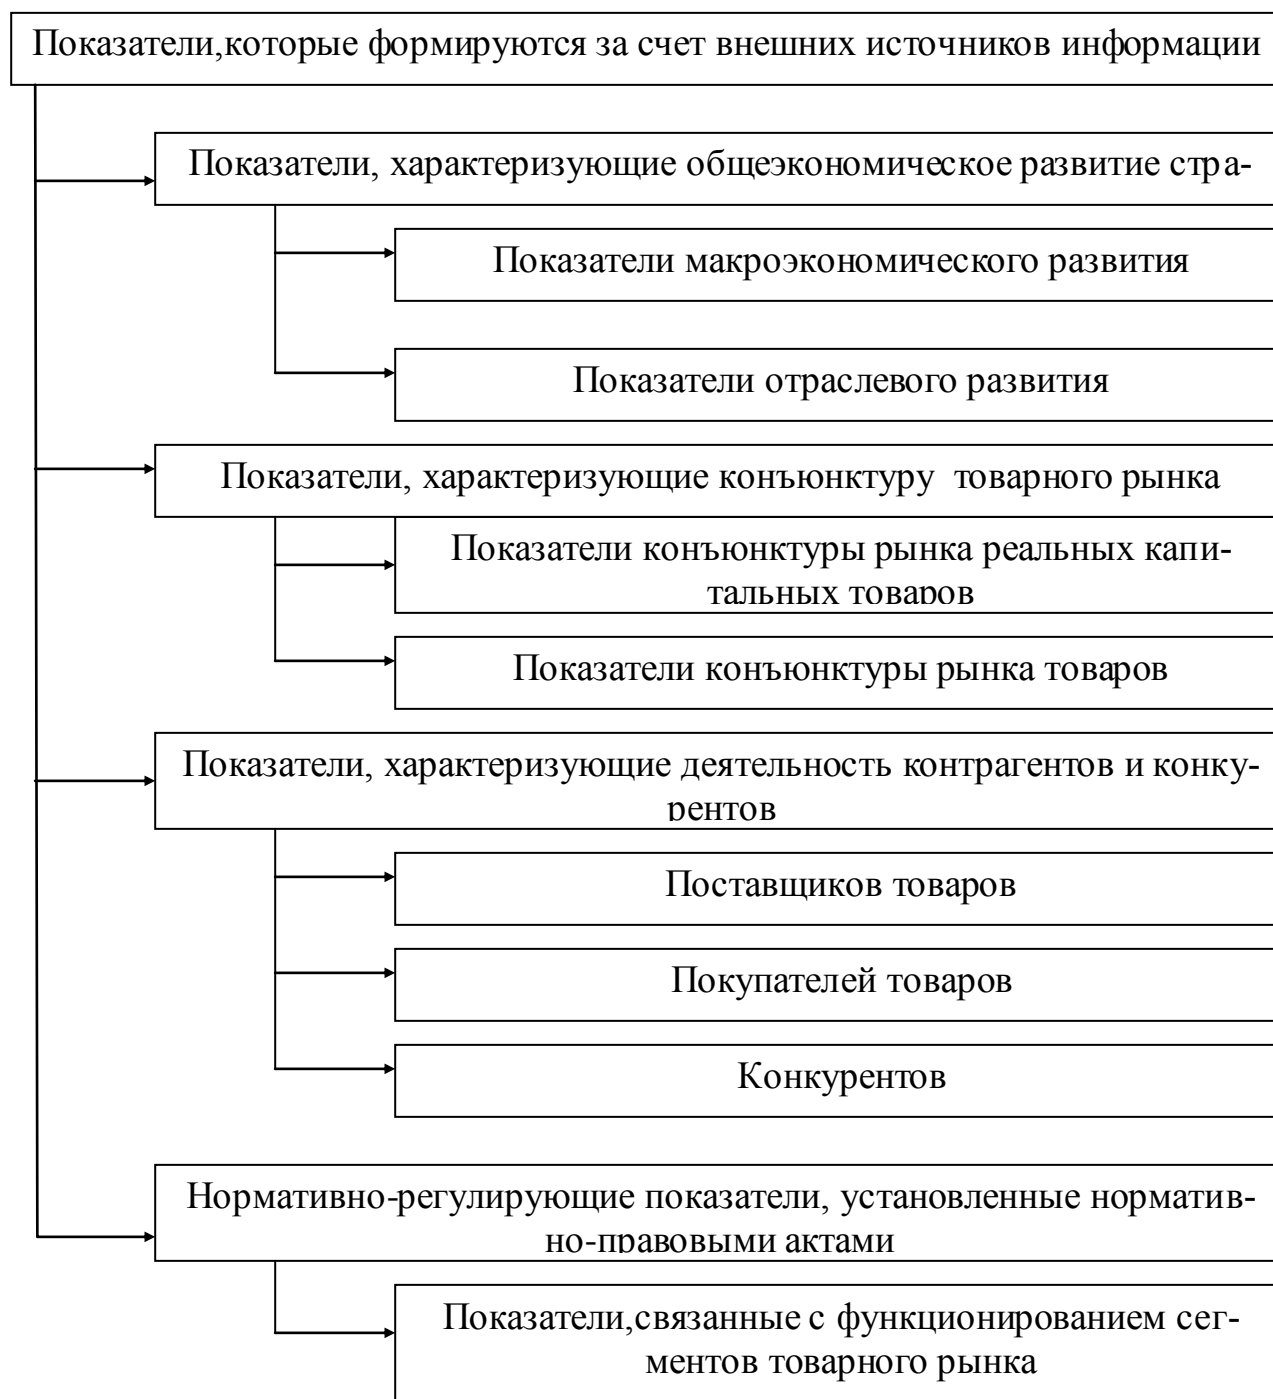 Показатели,которые формируются за счет внешних источников информации
Показатели, характеризующие общеэкономическое развитие стра-
Показатели макроэкономического развития
Показатели отраслевого развития
Показатели, характеризующие конъюнктуру товарного рынка
Показатели конъюнктуры рынка реальных капи-
тальных товаров
Показатели конъюнктуры рынка товаров
Показатели, характеризующие деятельность контрагентов и конку-
рентов
Поставщиков товаров
Покупателей товаров
Конкурентов
Нормативно-регулирующие показатели, установленные норматив-
но-правовыми актами
Показатели,связанные с функционированием сег-
ментов товарного рынка